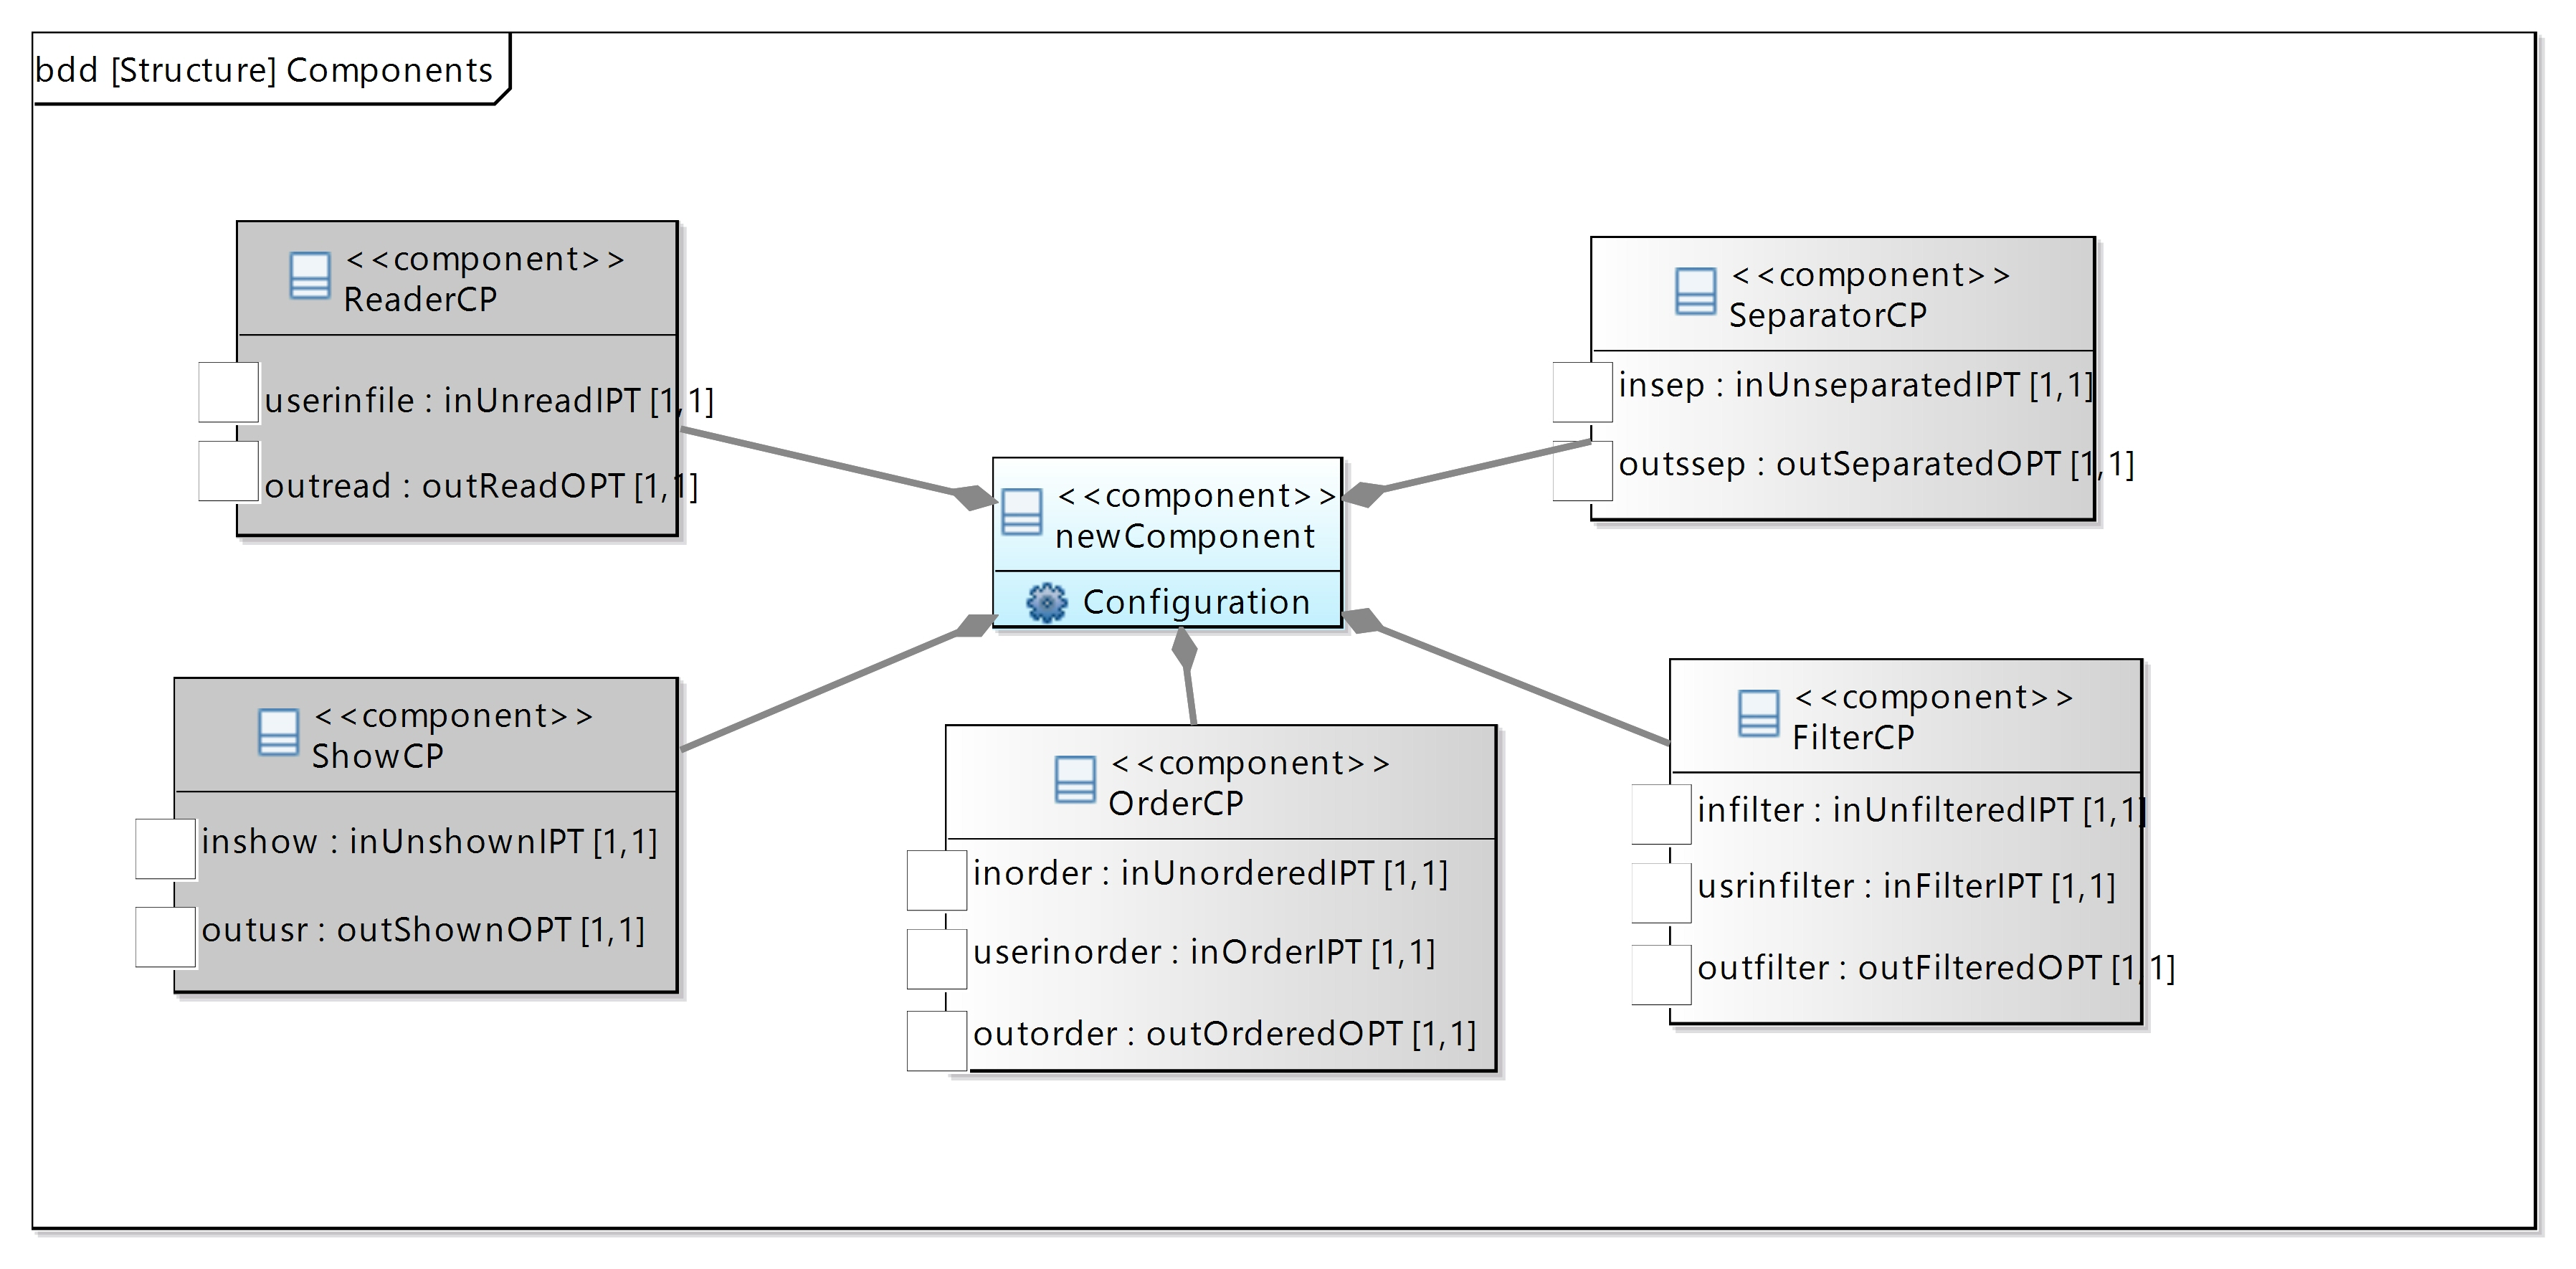 bdd [Structure] Components
<<component>>
ReaderCP
userinfile : inUnreadIPT [1,1]
outread : outReadOPT [1,1]
<<component>>
SeparatorCP
insep : inUnseparatedIPT [1,1]
outssep : outSeparatedOPT [1,1]
<<component>>
newComponent
Configuration
<<component>>
ShowCP
inshow : inUnshownIPT [1,1]
outusr : outShownOPT [1,1]
<<component>>
OrderCP
inorder : inUnorderedIPT [1,1]
userinorder : inOrderIPT [1,1]
outorder : outOrderedOPT [1,1]
<<component>>
FilterCP
infilter : inUnfilteredIPT [1,1]
usrinfilter : inFilterIPT [1,1]
outfilter : outFilteredOPT [1,1]